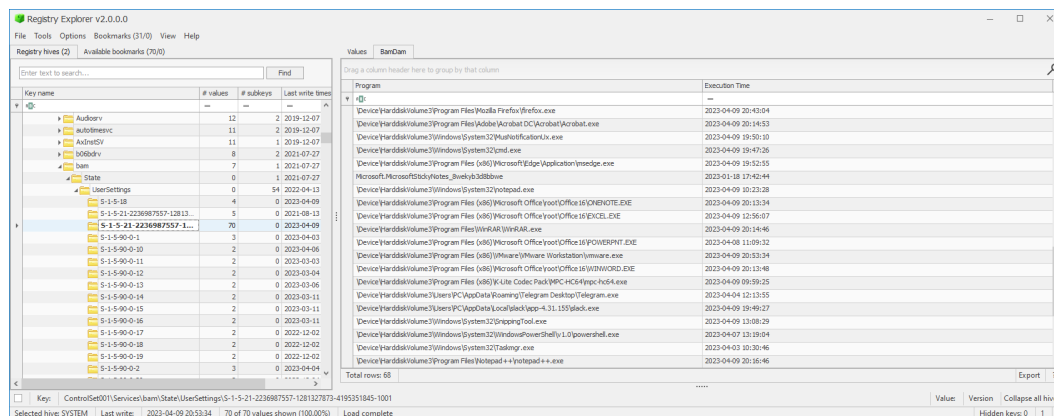 Registry Explorer v2.0.0.0
File Tools Options Bookmarks (31/0) View Help
Registry hives (2) Available bookmarks (70/0)
Enter text to search... Find
Key name # values # subkeys Last write times
Audiosrv 12 2 2019-12-07
autotimesvc 11 2 2019-12-07
AxInstSV 11 1 2019-12-07
b06bdrv 8 2 2021-07-27
bam 7 1 2021-07-27
State 0 1 2021-07-27
UserSettings 0 54 2022-04-13
S-1-5-18 4 0 2023-04-09
S-1-5-21-2236987557-12813... 5 0 2021-08-13
S-1-5-21-2236987557-1... 70 0 2023-04-09
S-1-5-90-0-1 3 0 2023-04-03
S-1-5-90-0-10 2 0 2023-04-06
S-1-5-90-0-11 2 0 2023-03-03
S-1-5-90-0-12 2 0 2023-03-04
S-1-5-90-0-13 2 0 2023-03-06
S-1-5-90-0-14 2 0 2023-03-11
S-1-5-90-0-15 2 0 2023-03-11
S-1-5-90-0-16 2 0 2023-03-11
S-1-5-90-0-17 2 0 2022-12-02
S-1-5-90-0-18 2 0 2022-12-02
S-1-5-90-0-19 2 0 2022-12-02
S-1-5-90-0-2 3 0 2023-04-04
Values BamDam
Drag a column header here to group by that column
Program Execution Time
\Device\HarddiskVolume3\Program Files\Mozilla Firefox\firefox.exe 2023-04-09 20:43:04
\Device\HarddiskVolume3\Program Files\Adobe\Acrobat DC\Acrobat\Acrobat.exe 2023-04-09 20:14:53
\Device\HarddiskVolume3\Windows\System32\MusNotificationUx.exe 2023-04-09 19:50:10
\Device\HarddiskVolume3\Windows\System32\cmd.exe 2023-04-09 19:47:26
\Device\HarddiskVolume3\Program Files (x86)\Microsoft\Edge\Application\msedge.exe 2023-04-09 19:52:55
Microsoft.MicrosoftStickyNotes_8wekyb3d8bbwe 2023-01-18 17:42:44
\Device\HarddiskVolume3\Windows\System32\notepad.exe 2023-04-09 10:23:28
\Device\HarddiskVolume3\Program Files (x86)\Microsoft Office\root\Office16\ONENOTE.EXE 2023-04-09 20:13:34
\Device\HarddiskVolume3\Program Files (x86)\Microsoft Office\root\Office16\EXCEL.EXE 2023-04-09 12:56:07
\Device\HarddiskVolume3\Program Files\WinRAR\WinRAR.exe 2023-04-09 20:14:46
\Device\HarddiskVolume3\Program Files (x86)\Microsoft Office\root\Office16\POWERPNT.EXE 2023-04-08 11:09:32
\Device\HarddiskVolume3\Program Files (x86)\VMware\VMware Workstation\vmware.exe 2023-04-09 20:53:34
\Device\HarddiskVolume3\Program Files (x86)\Microsoft Office\root\Office16\WINWORD.EXE 2023-04-09 20:13:48
\Device\HarddiskVolume3\Program Files (x86)\K-Lite Codec Pack\MPC-HC64\mpc-hc64.exe 2023-04-09 09:59:25
\Device\HarddiskVolume3\Users\PC\AppData\Roaming\Telegram Desktop\Telegram.exe 2023-04-04 12:13:55
\Device\HarddiskVolume3\Users\PC\AppData\Local\slack\app-4.31.155\slack.exe 2023-04-09 19:49:27
\Device\HarddiskVolume3\Windows\System32\SnippingTool.exe 2023-04-09 13:08:29
\Device\HarddiskVolume3\Windows\System32\WindowsPowerShell\v1.0\powershell.exe 2023-04-07 13:19:04
\Device\HarddiskVolume3\Windows\System32\Taskmgr.exe 2023-04-03 10:30:46
\Device\HarddiskVolume3\Program Files\Notepad++\notepad++.exe 2023-04-09 20:16:46
Total rows: 68 Export
Key: ControlSet001\Services\bam\State\UserSettings\S-1-5-21-2236987557-1281327873-4195351845-1001 Value: Version Collapse all hiv
Selected hive: SYSTEM Last write: 2023-04-09 20:53:34 70 of 70 values shown (100.00%) Load complete Hidden keys: 0 1